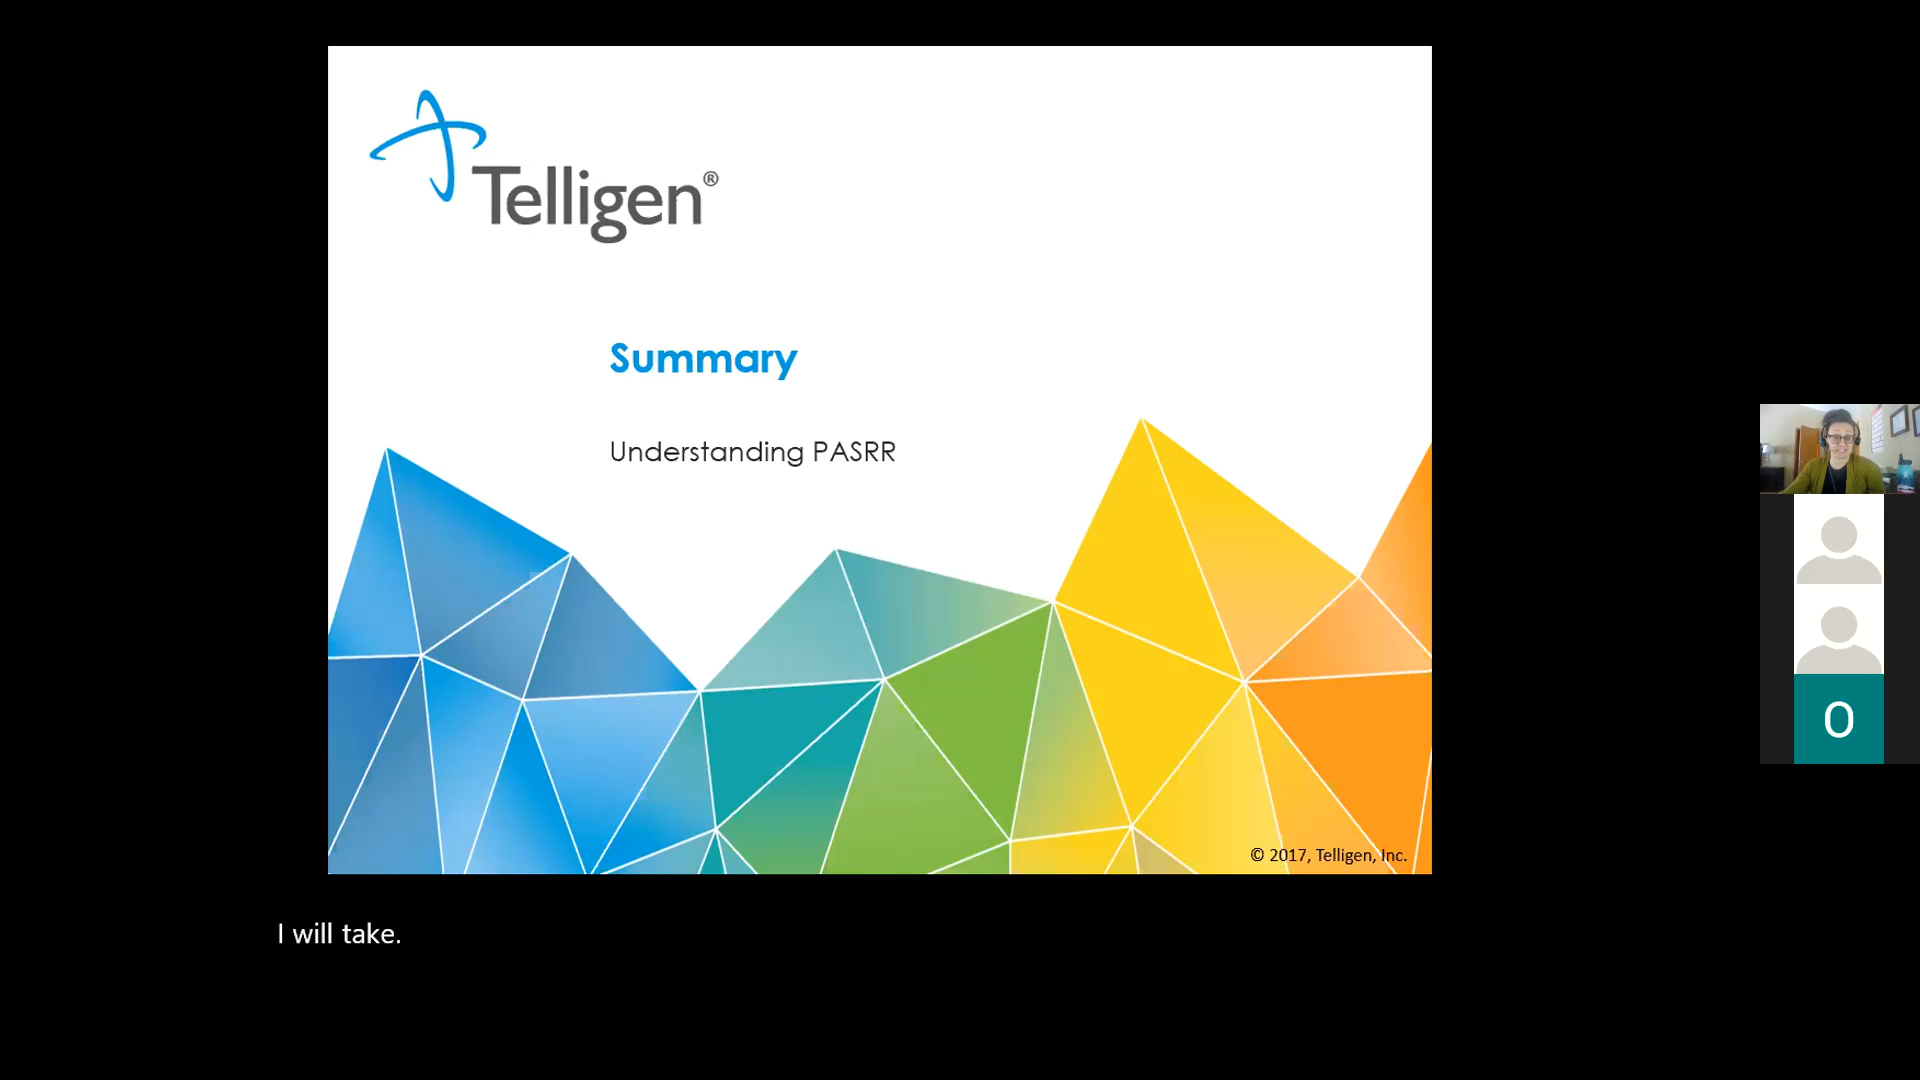 Telligen®
Summary
Understanding PASRR
© 2017, Telligen, Inc.
O
I will take.